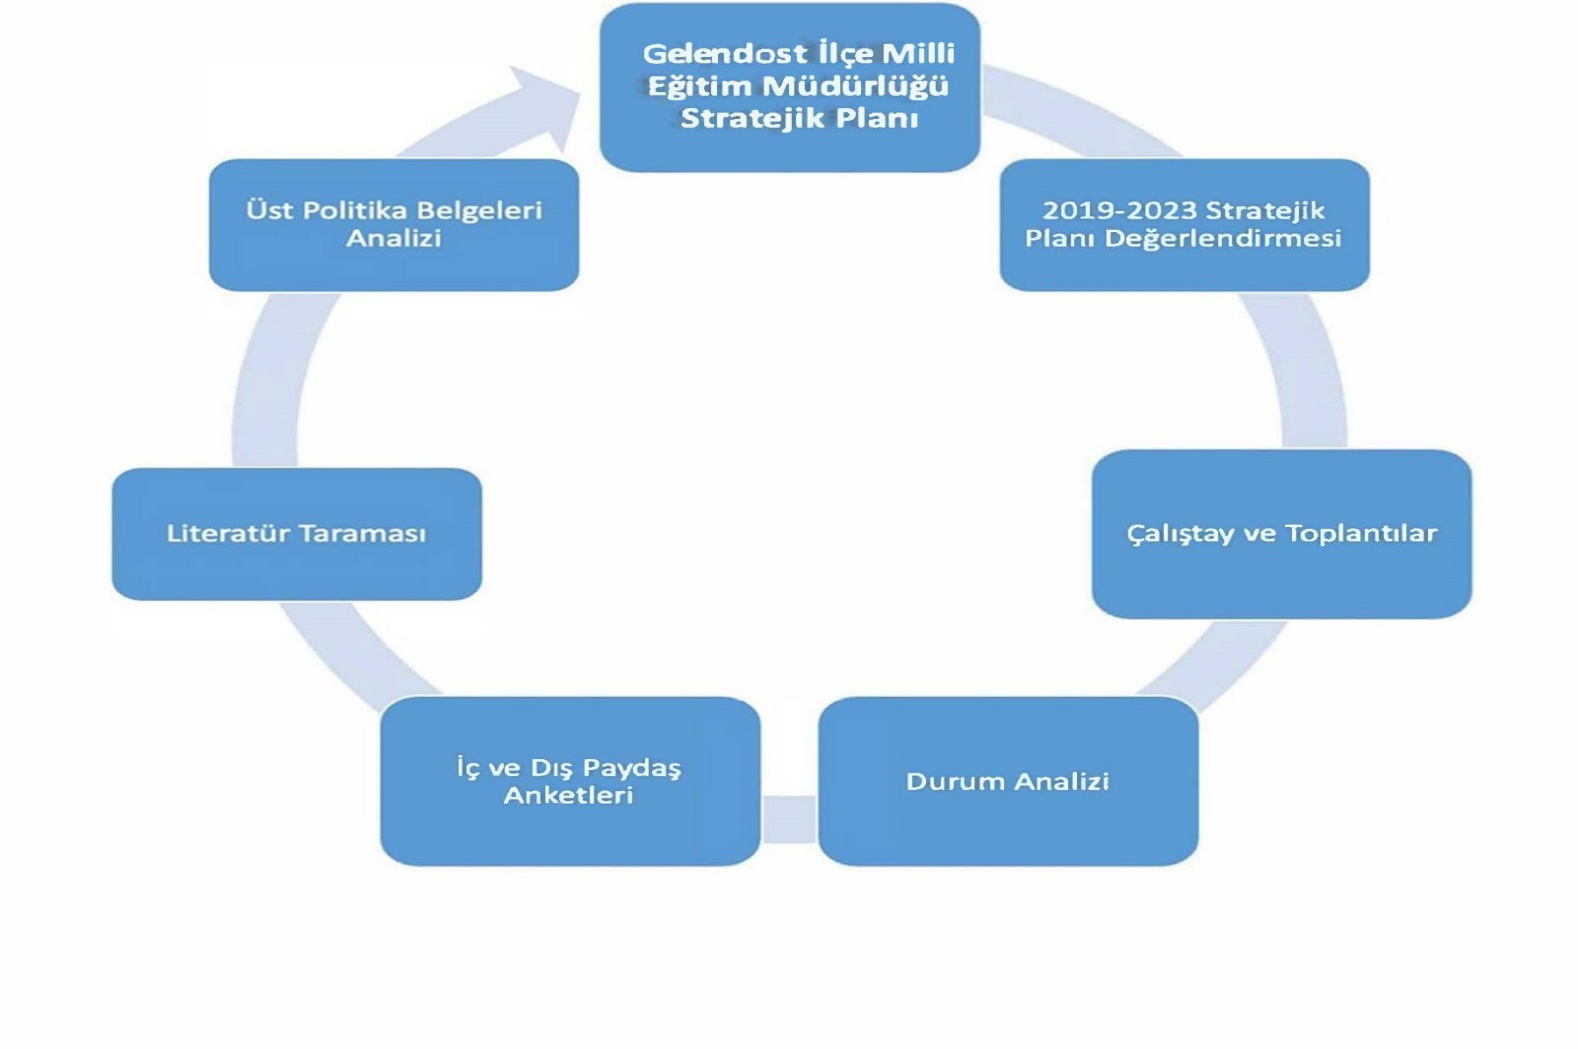 Gelendost İlçe Milli
Eğitim Müdürlüğü
Stratejik Planı
2019-2023 Stratejik
Planı Değerlendirmesi
Çalıştay ve Toplantılar
Durum Analizi
İç ve Dış Paydaş
Anketleri
Literatür Taraması
Üst Politika Belgeleri
Analizi